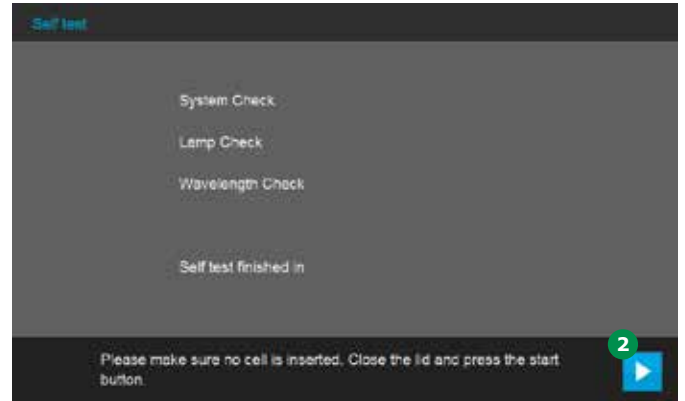 Self test
System Check
Lamp Check
Wavelength Check
Self test finished in
2
Please make sure no cell is inserted. Close the lid and press the start
button.